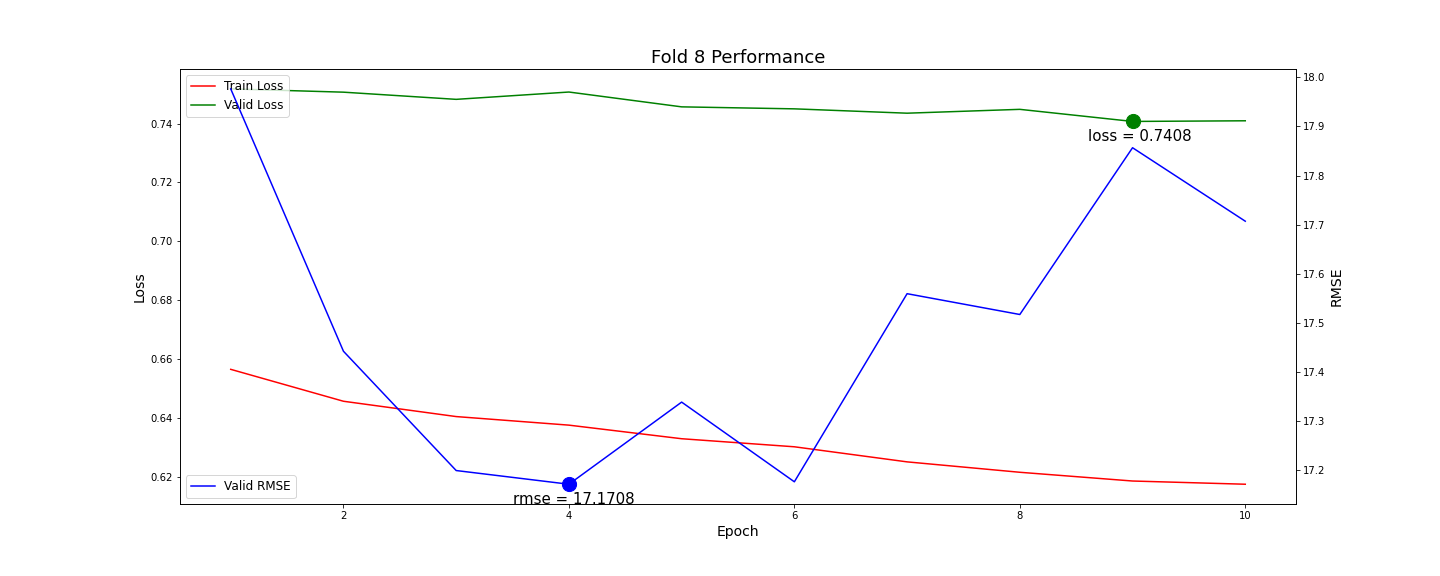 Fold 8 Performance
Train Loss
Valid Loss
Valid RMSE
loss = 0.7408
rmse = 17.1708
Loss
0.74
0.72
0.70
0.68
0.66
0.64
0.62
RMSE
18.0
17.9
17.8
17.7
17.6
17.5
17.4
17.3
17.2
2
4
6
8
10
Epoch